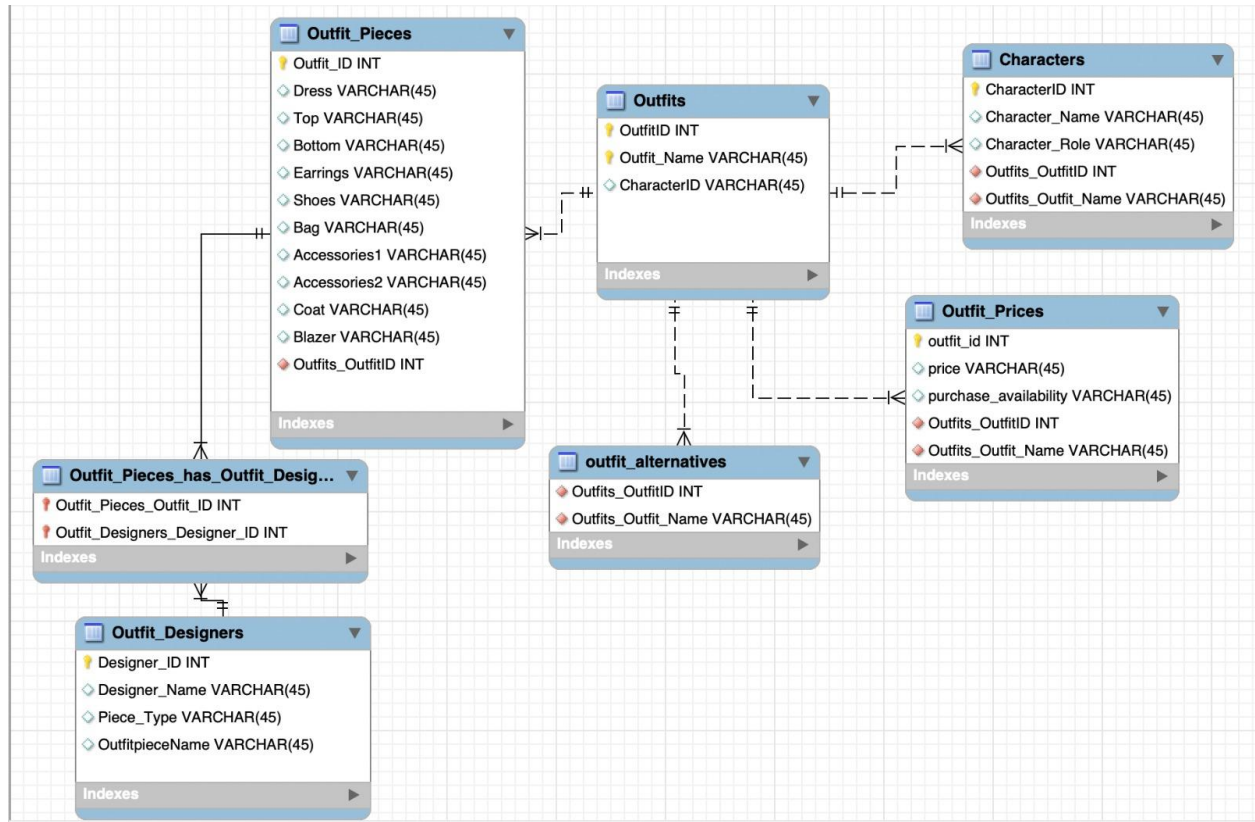 Outfit_Pieces
Outfit_ID INT
Dress VARCHAR(45)
Top VARCHAR(45)
Bottom VARCHAR(45)
Earrings VARCHAR(45)
Shoes VARCHAR(45)
Bag VARCHAR(45)
Accessories1 VARCHAR(45)
Accessories2 VARCHAR(45)
Coat VARCHAR(45)
Blazer VARCHAR(45)
Outfits_OutfitID INT
Indexes
Outfits
OutfitID INT
Outfit_Name VARCHAR(45)
CharacterID VARCHAR(45)
Indexes
Characters
CharacterID INT
Character_Name VARCHAR(45)
Character_Role VARCHAR(45)
Outfits_OutfitID INT
Outfits_Outfit_Name VARCHAR(45)
Indexes
Outfit_Prices
outfit_id INT
price VARCHAR(45)
purchase_availability VARCHAR(45)
Outfits_OutfitID INT
Outfits_Outfit_Name VARCHAR(45)
Indexes
outfit_alternatives
Outfits_OutfitID INT
Outfits_Outfit_Name VARCHAR(45)
Indexes
Outfit_Pieces_has_Outfit_Desig...
Outfit_Pieces_Outfit_ID INT
Outfit_Designers_Designer_ID INT
Indexes
Outfit_Designers
Designer_ID INT
Designer_Name VARCHAR(45)
Piece_Type VARCHAR(45)
OutfitpieceName VARCHAR(45)
Indexes